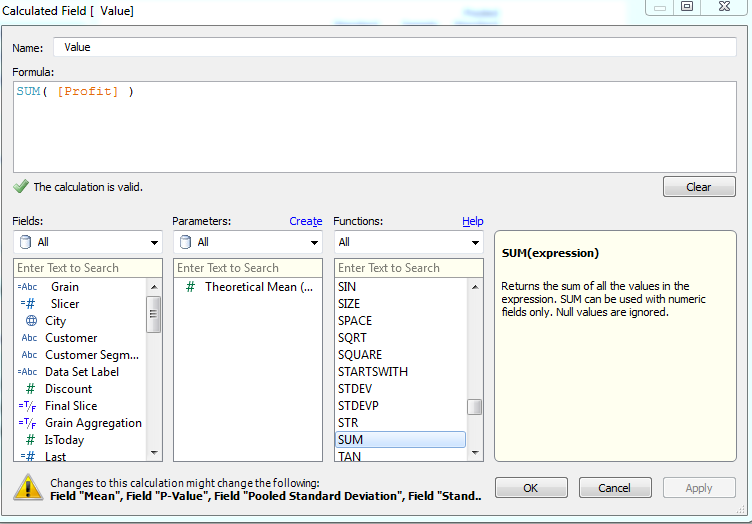 Calculated Field [ Value]
Name: Value
Formula:
SUM( [Profit] )
The calculation is valid.
Clear
Fields: Parameters: Create Functions: Help
All All All
Enter Text to Search Enter Text to Search Enter Text to Search
=Abc Grain
=# Slicer
City
Abc Customer
Abc Customer Segm...
=Abc Data Set Label
# Discount
=T/F Final Slice
=T/F Grain Aggregation
# IsToday
=# Last
# Theoretical Mean (...
SIN
SIZE
SPACE
SQRT
SQUARE
STARTSWITH
STDEV
STDEVP
STR
SUM
TAN
SUM(expression)
Returns the sum of all the values in the
expression. SUM can be used with numeric
fields only. Null values are ignored.
Changes to this calculation might change the following:
Field "Mean", Field "P-Value", Field "Pooled Standard Deviation", Field "Stand..
OK Cancel Apply